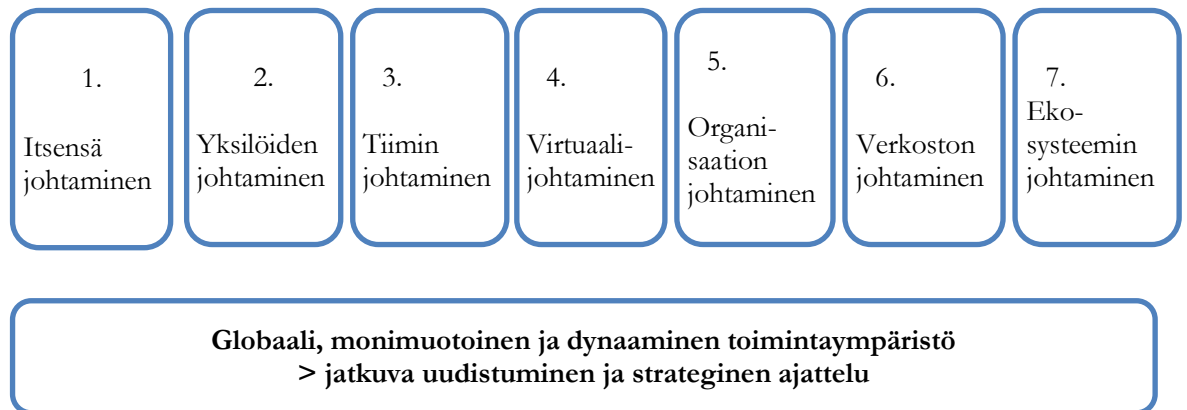 1.
Itsensä
johtaminen
2.
Yksilöiden
johtaminen
3.
Tiimin
johtaminen
4.
Virtuaali-
johtaminen
5.
Organi-
saation
johtaminen
6.
Verkoston
johtaminen
7.
Eko-
systeemin
johtaminen
Globaali, monimuotoinen ja dynaaminen toimintaympäristö
> jatkuva uudistuminen ja strateginen ajattelu